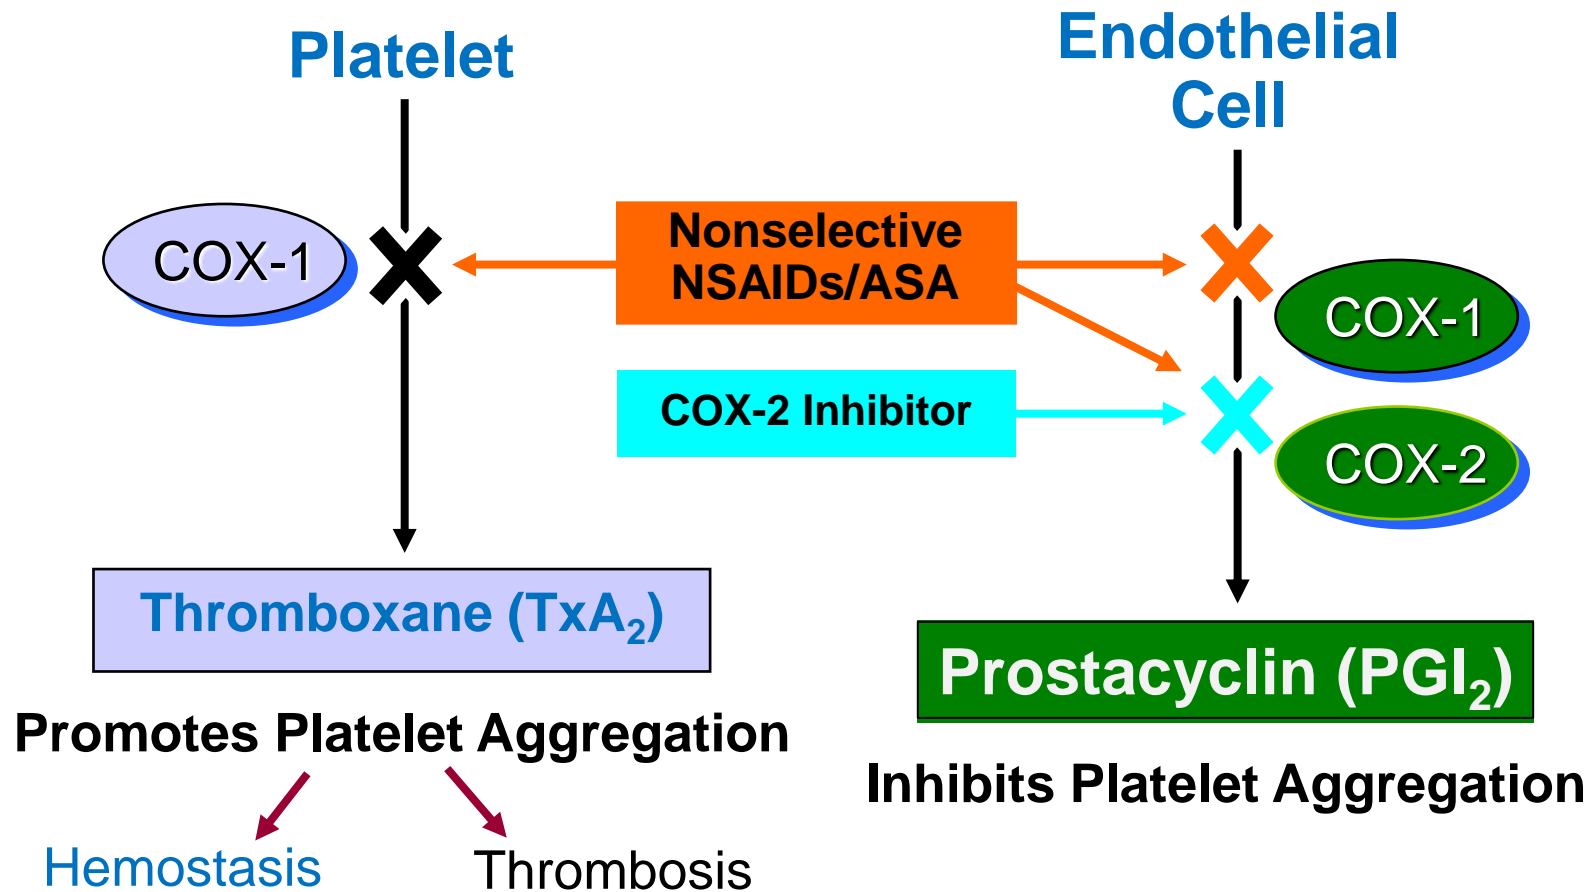 Platelet
Endothelial
Cell
COX-1
Nonselective
NSAIDs/ASA
COX-1
COX-2 Inhibitor
COX-2
Thromboxane (TxA₂)
Prostacyclin (PGI₂)
Promotes Platelet Aggregation
Inhibits Platelet Aggregation
Hemostasis
Thrombosis